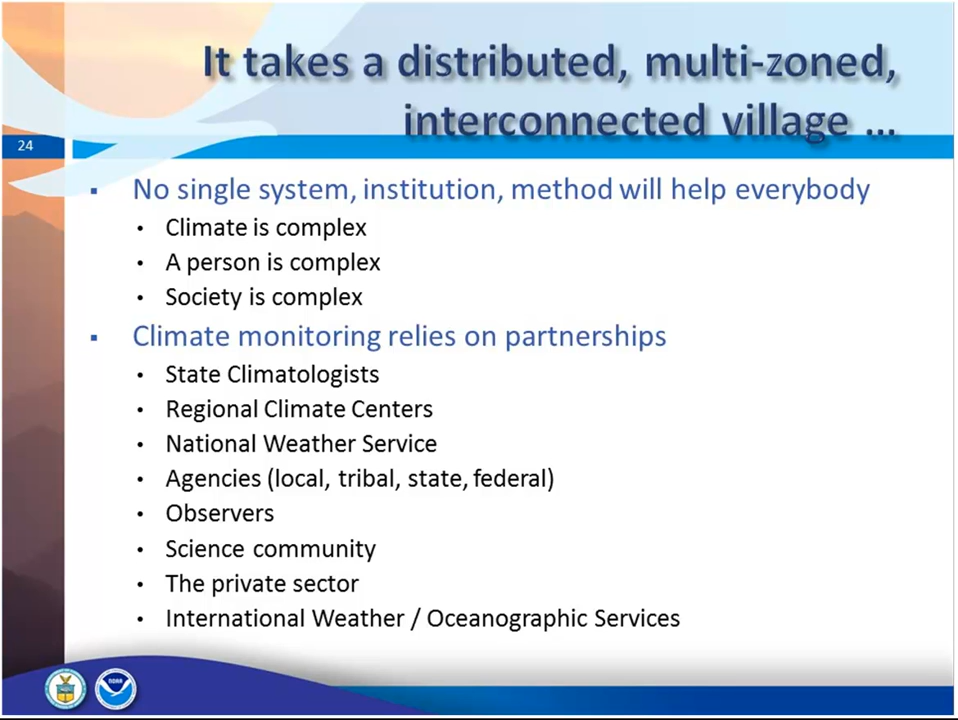 It takes a distributed, multi-zoned,
interconnected village ...
24
▪ No single system, institution, method will help everybody
• Climate is complex
• A person is complex
• Society is complex
▪ Climate monitoring relies on partnerships
• State Climatologists
• Regional Climate Centers
• National Weather Service
• Agencies (local, tribal, state, federal)
• Observers
• Science community
• The private sector
• International Weather / Oceanographic Services
NOAA